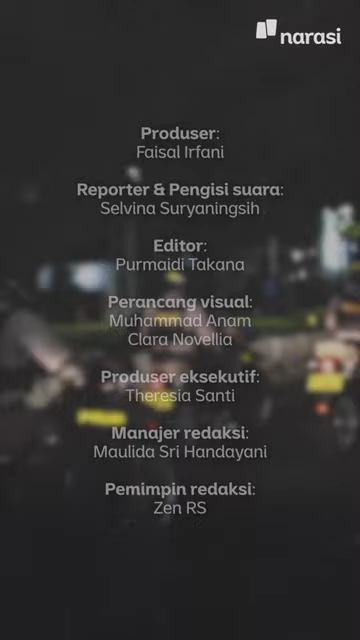 narasi
Produser:
Faisal Irfani
Reporter & Pengisi suara:
Selvina Suryaningsih
Editor:
Purmaidi Takana
Perancang visual:
Muhammad Anam
Clara Novellia
Produser eksekutif:
Theresia Santi
Manajer redaksi:
Maulida Sri Handayani
Pemimpin redaksi:
Zen RS